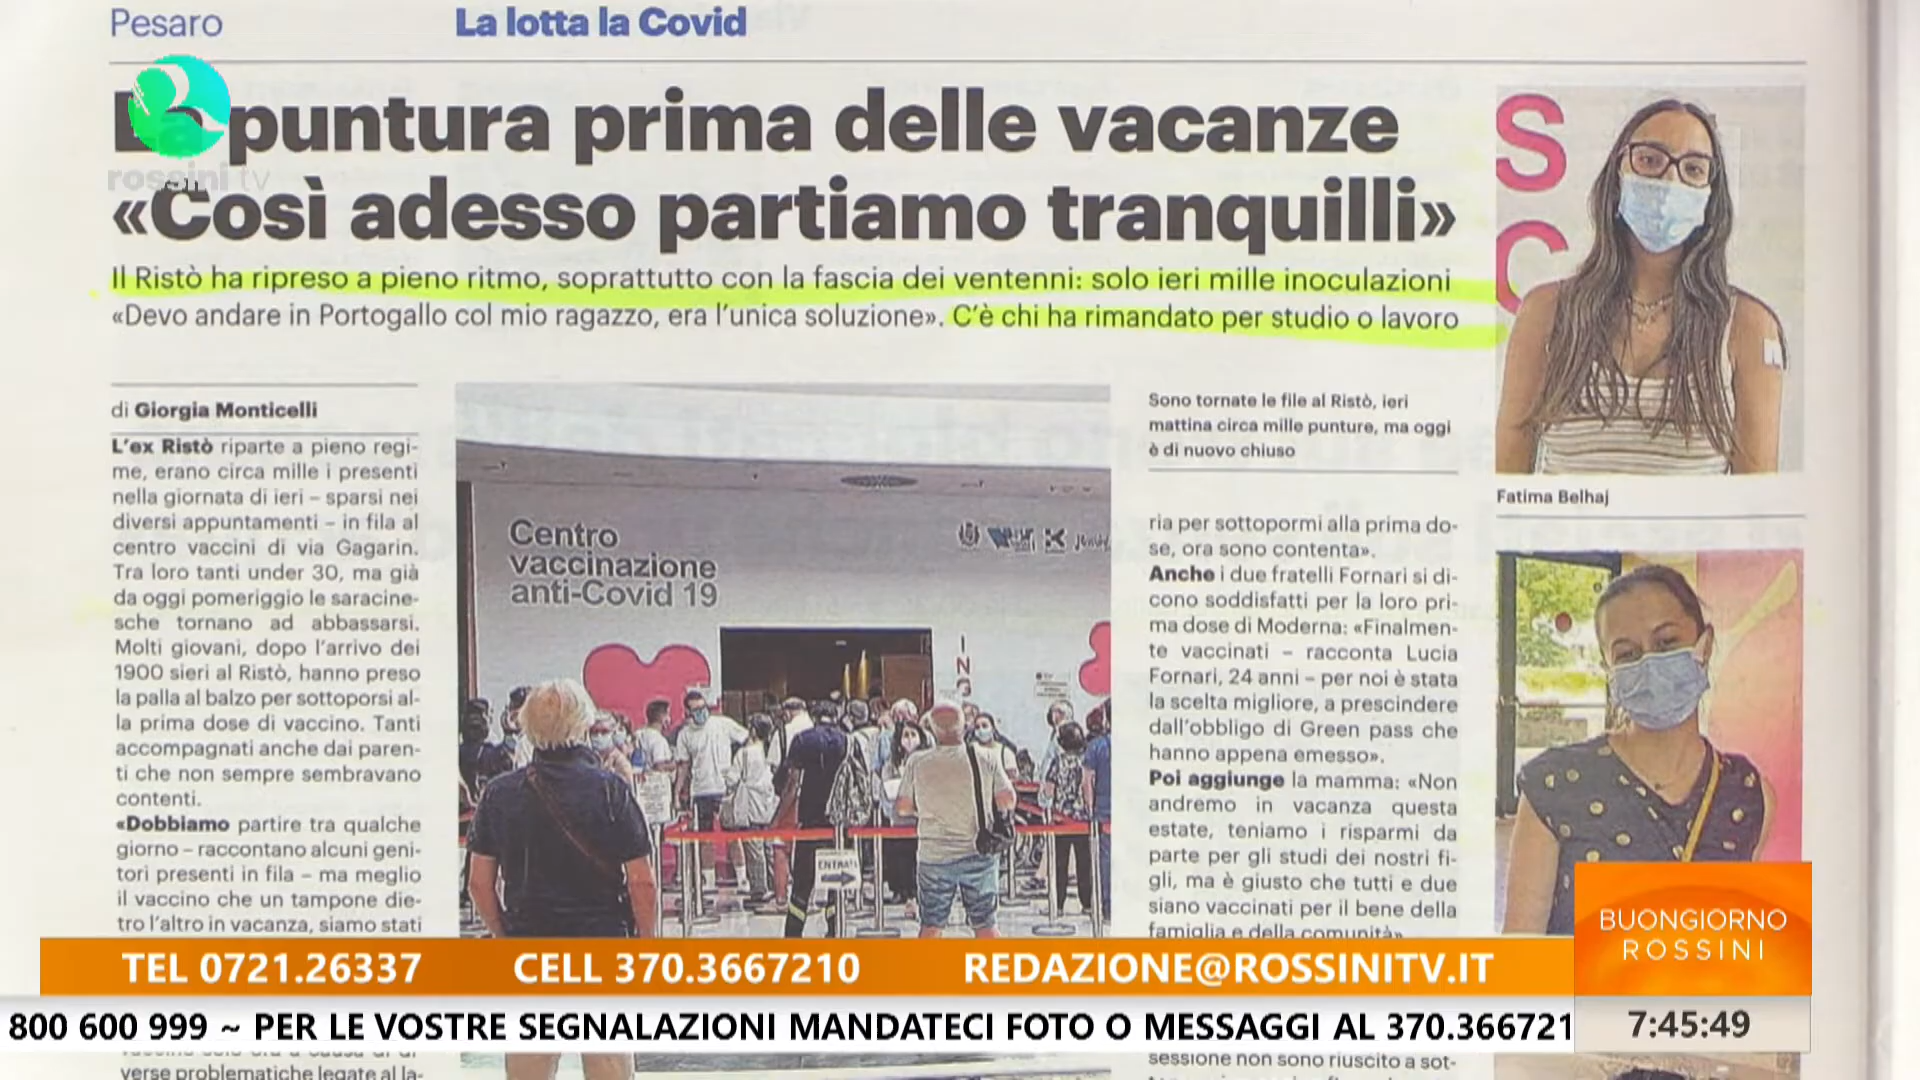 Pesaro
La lotta la Covid
La puntura prima delle vacanze
«Così adesso partiamo tranquilli»
rossini tv
Il Ristò ha ripreso a pieno ritmo, soprattutto con la fascia dei ventenni: solo ieri mille inoculazioni
«Devo andare in Portogallo col mio ragazzo, era l'unica soluzione». C'è chi ha rimandato per studio o lavoro
di Giorgia Monticelli
L'ex Ristò riparte a pieno regi-
me, erano circa mille i presenti
nella giornata di ieri – sparsi nei
diversi appuntamenti – in fila al
centro vaccini di via Gagarin.
Tra loro tanti under 30, ma già
da oggi pomeriggio le saracine-
sche tornano ad abbassarsi.
Molti giovani, dopo l'arrivo dei
1900 sieri al Ristò, hanno preso
la palla al balzo per sottoporsi al-
la prima dose di vaccino. Tanti
accompagnati anche dai paren-
ti che non sempre sembravano
contenti.
«Dobbiamo partire tra qualche
giorno – raccontano alcuni geni-
tori presenti in fila – ma meglio
il vaccino che un tampone die-
tro l'altro in vacanza, siamo stati
verse problematiche legate al la-
Centro
vaccinazione
anti-Covid 19
ING
ENTRATA
Sono tornate le file al Ristò, ieri
mattina circa mille punture, ma oggi
è di nuovo chiuso
ria per sottopormi alla prima do-
se, ora sono contenta».
Anche i due fratelli Fornari si di-
cono soddisfatti per la loro pri-
ma dose di Moderna: «Finalmen-
te vaccinati – racconta Lucia
Fornari, 24 anni – per noi è stata
la scelta migliore, a prescindere
dall'obbligo di Green pass che
hanno appena emesso».
Poi aggiunge la mamma: «Non
andremo in vacanza questa
estate, teniamo i risparmi da
parte per gli studi dei nostri fi-
gli, ma è giusto che tutti e due
siano vaccinati per il bene della
famiglia e della comunità».
sessione non sono riuscito a sot-
S
C
Fatima Belhaj
TEL 0721.26337 CELL 370.3667210 REDAZIONE@ROSSINITV.IT
BUONGIORNO
ROSSINI
800 600 999 ~ PER LE VOSTRE SEGNALAZIONI MANDATECI FOTO O MESSAGGI AL 370.366721
7:45:49